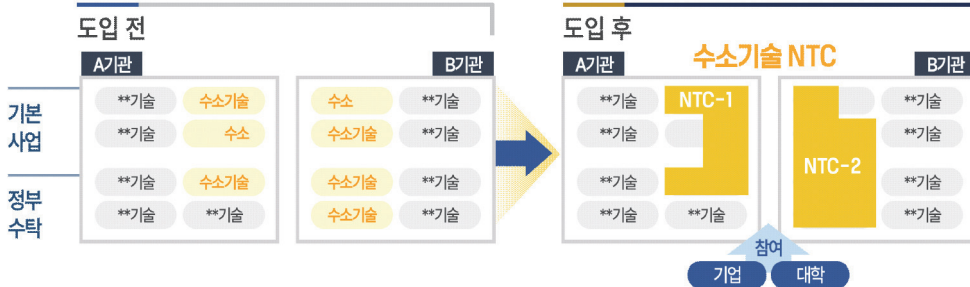 도입 전
A기관
B기관
기본
사업
정부
수탁
**기술 수소기술 수소 **기술
**기술 수소 수소기술 **기술
**기술 수소기술 수소기술 **기술
**기술 **기술 수소기술 **기술
도입 후
수소기술 NTC
A기관
B기관
**기술 NTC-1 **기술
**기술 **기술
NTC-2
**기술 **기술
**기술 **기술 **기술
참여
기업 대학